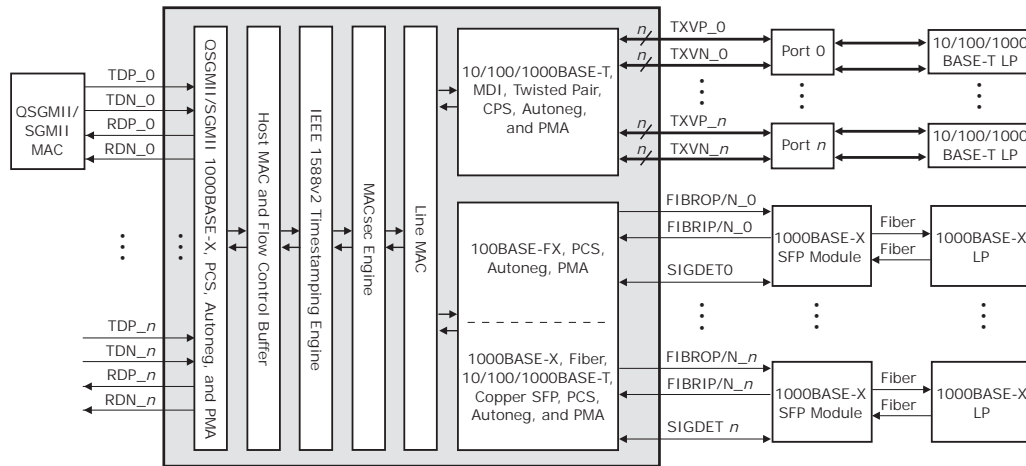 QSGMII/
SGMII
MAC
TDP_0
TDN_0
RDP_0
RDN_0
TDP_n
TDN_n
RDP_n
RDN_n
QSGMII/SGMII 1000BASE-X, PCS, Autoneg, and PMA
Host MAC and Flow Control Buffer
IEEE 1588v2 Timestamping Engine
MACsec Engine
Line MAC
10/100/1000BASE-T,
MDI, Twisted Pair,
CPS, Autoneg,
and PMA
100BASE-FX, PCS,
Autoneg, PMA
1000BASE-X, Fiber,
10/100/1000BASE-T,
Copper SFP, PCS,
Autoneg, and PMA
n TXVP_0
n TXVN_0
n TXVP_n
n TXVN_n
Port 0
Port n
10/100/1000
BASE-T LP
10/100/1000
BASE-T LP
FIBROP/N_0
FIBRIP/N_0
SIGDET0
1000BASE-X
SFP Module
Fiber
Fiber
1000BASE-X
LP
FIBROP/N_n
FIBRIP/N_n
SIGDET n
1000BASE-X
SFP Module
Fiber
Fiber
1000BASE-X
LP